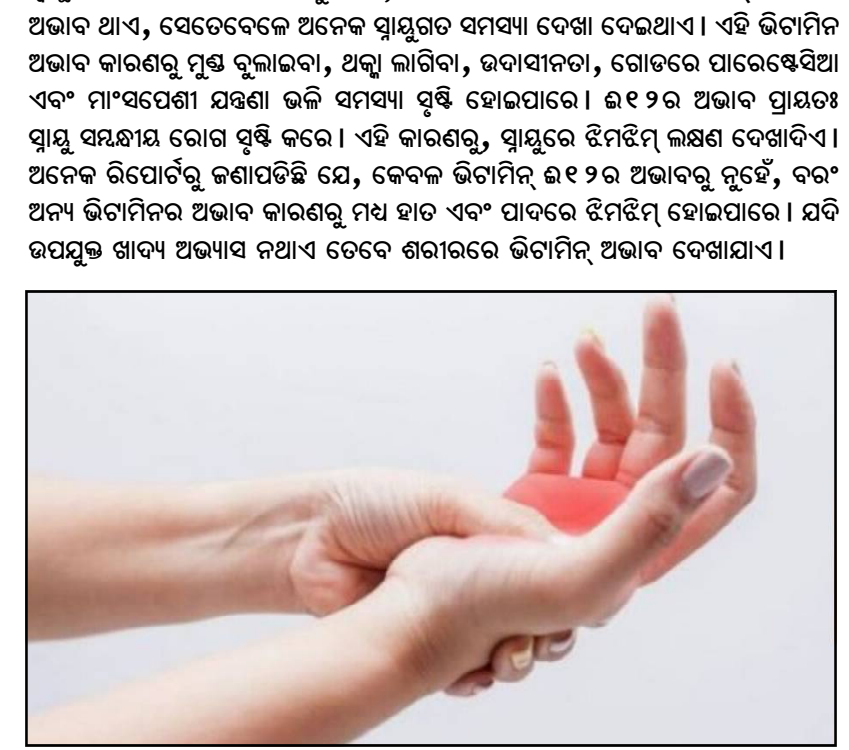 ଅଭାବ ଥାଏ, ସେତେବେଳେ ଅନେକ ସ୍ନାୟୁଗତ ସମସ୍ୟା ଦେଖା ଦେଇଥାଏ। ଏହି ଭିଟାମିନ
ଅଭାବ କାରଣରୁ ମୁଣ୍ଡ ବୁଲାଇବା, ଥକ୍କା ଲାଗିବା, ଉଦାସୀନତା, ଗୋଡରେ ପାରେଷ୍ଟେସିଆ
ଏବଂ ମାଂସପେଶୀ ଯନ୍ତ୍ରଣା ଭଳି ସମସ୍ୟା ସୃଷ୍ଟି ହୋଇପାରେ। ଈ୧୨ର ଅଭାବ ପ୍ରାୟତଃ
ସ୍ନାୟୁ ସମ୍ବନ୍ଧୀୟ ରୋଗ ସୃଷ୍ଟି କରେ। ଏହି କାରଣରୁ, ସ୍ନାୟୁରେ ଝିମଝିମ୍ ଲକ୍ଷଣ ଦେଖାଦିଏ।
ଅନେକ ରିପୋର୍ଟରୁ ଜଣାପଡିଛି ଯେ, କେବଳ ଭିଟାମିନ୍ ଈ୧୨ର ଅଭାବରୁ ନୁହେଁ, ବରଂ
ଅନ୍ୟ ଭିଟାମିନର ଅଭାବ କାରଣରୁ ମଧ୍ୟ ହାତ ଏବଂ ପାଦରେ ଝିମଝିମ୍ ହୋଇପାରେ। ଯଦି
ଉପଯୁକ୍ତ ଖାଦ୍ୟ ଅଭ୍ୟାସ ନଥାଏ ତେବେ ଶରୀରରେ ଭିଟାମିନ୍ ଅଭାବ ଦେଖାଯାଏ।